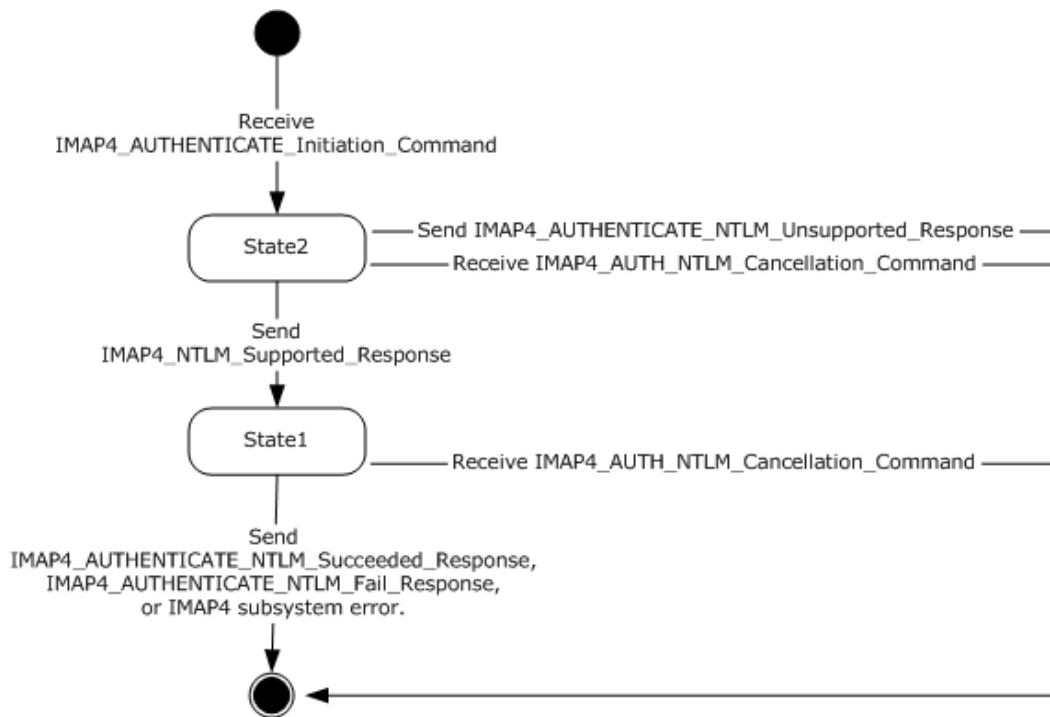 Receive
IMAP4_AUTHENTICATE_Initiation_Command
State2
Send IMAP4_AUTHENTICATE_NTLM_Unsupported_Response
Receive IMAP4_AUTH_NTLM_Cancellation_Command
Send
IMAP4_NTLM_Supported_Response
State1
Receive IMAP4_AUTH_NTLM_Cancellation_Command
Send
IMAP4_AUTHENTICATE_NTLM_Succeeded_Response,
IMAP4_AUTHENTICATE_NTLM_Fail_Response,
or IMAP4 subsystem error.